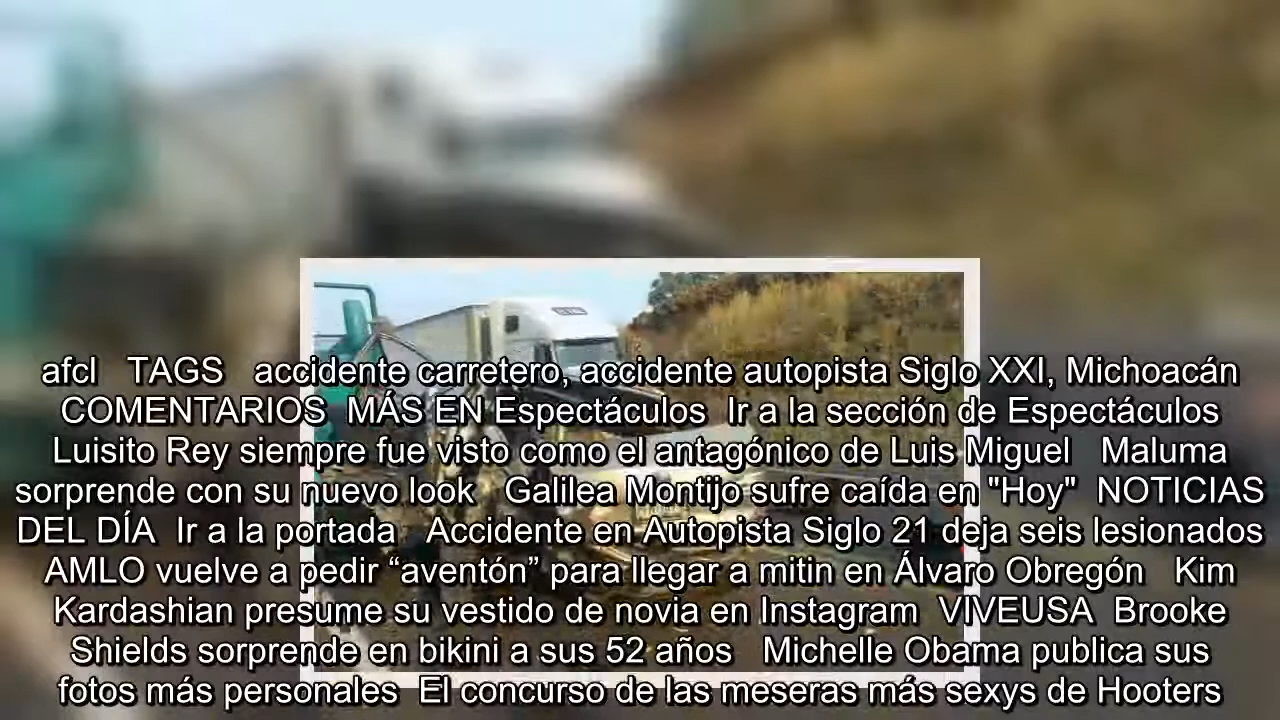 afcl TAGS accidente carretero, accidente autopista Siglo XXI, Michoacán
COMENTARIOS MÁS EN Espectáculos Ir a la sección de Espectáculos
Luisito Rey siempre fue visto como el antagónico de Luis Miguel Maluma
sorprende con su nuevo look Galilea Montijo sufre caída en "Hoy" NOTICIAS
DEL DÍA Ir a la portada Accidente en Autopista Siglo 21 deja seis lesionados
AMLO vuelve a pedir “aventón” para llegar a mitin en Álvaro Obregón Kim
Kardashian presume su vestido de novia en Instagram VIVEUSA Brooke
Shields sorprende en bikini a sus 52 años Michelle Obama publica sus
fotos más personales El concurso de las meseras más sexys de Hooters